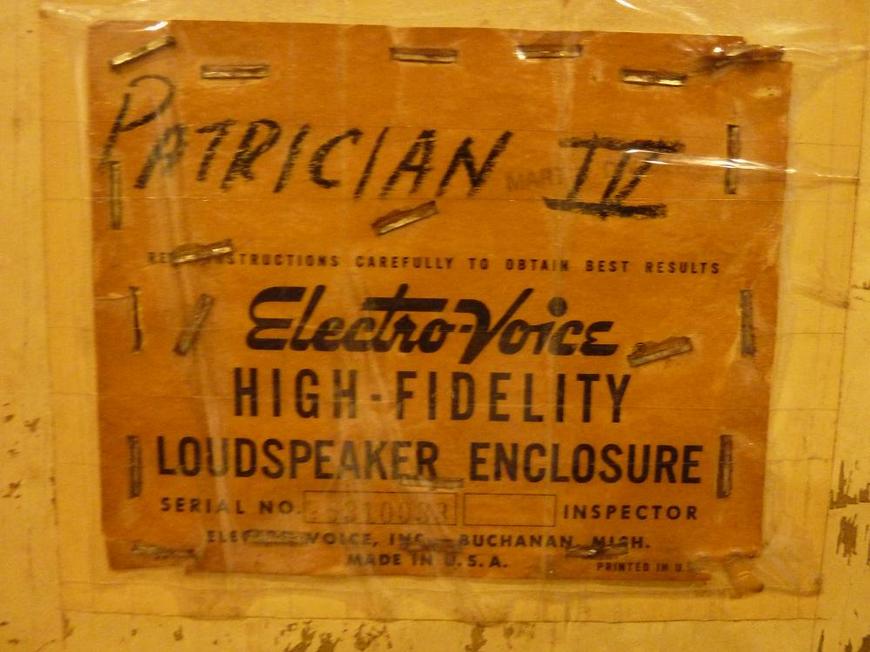 PATRICIAN IV
INSTRUCTIONS CAREFULLY TO OBTAIN BEST RESULTS
Electro-Voice
HIGH-FIDELITY
LOUDSPEAKER ENCLOSURE
SERIAL NO. INSPECTOR
VOICE, INC. BUCHANAN, MICH.
MADE IN U.S.A.
PRINTED IN U.S.